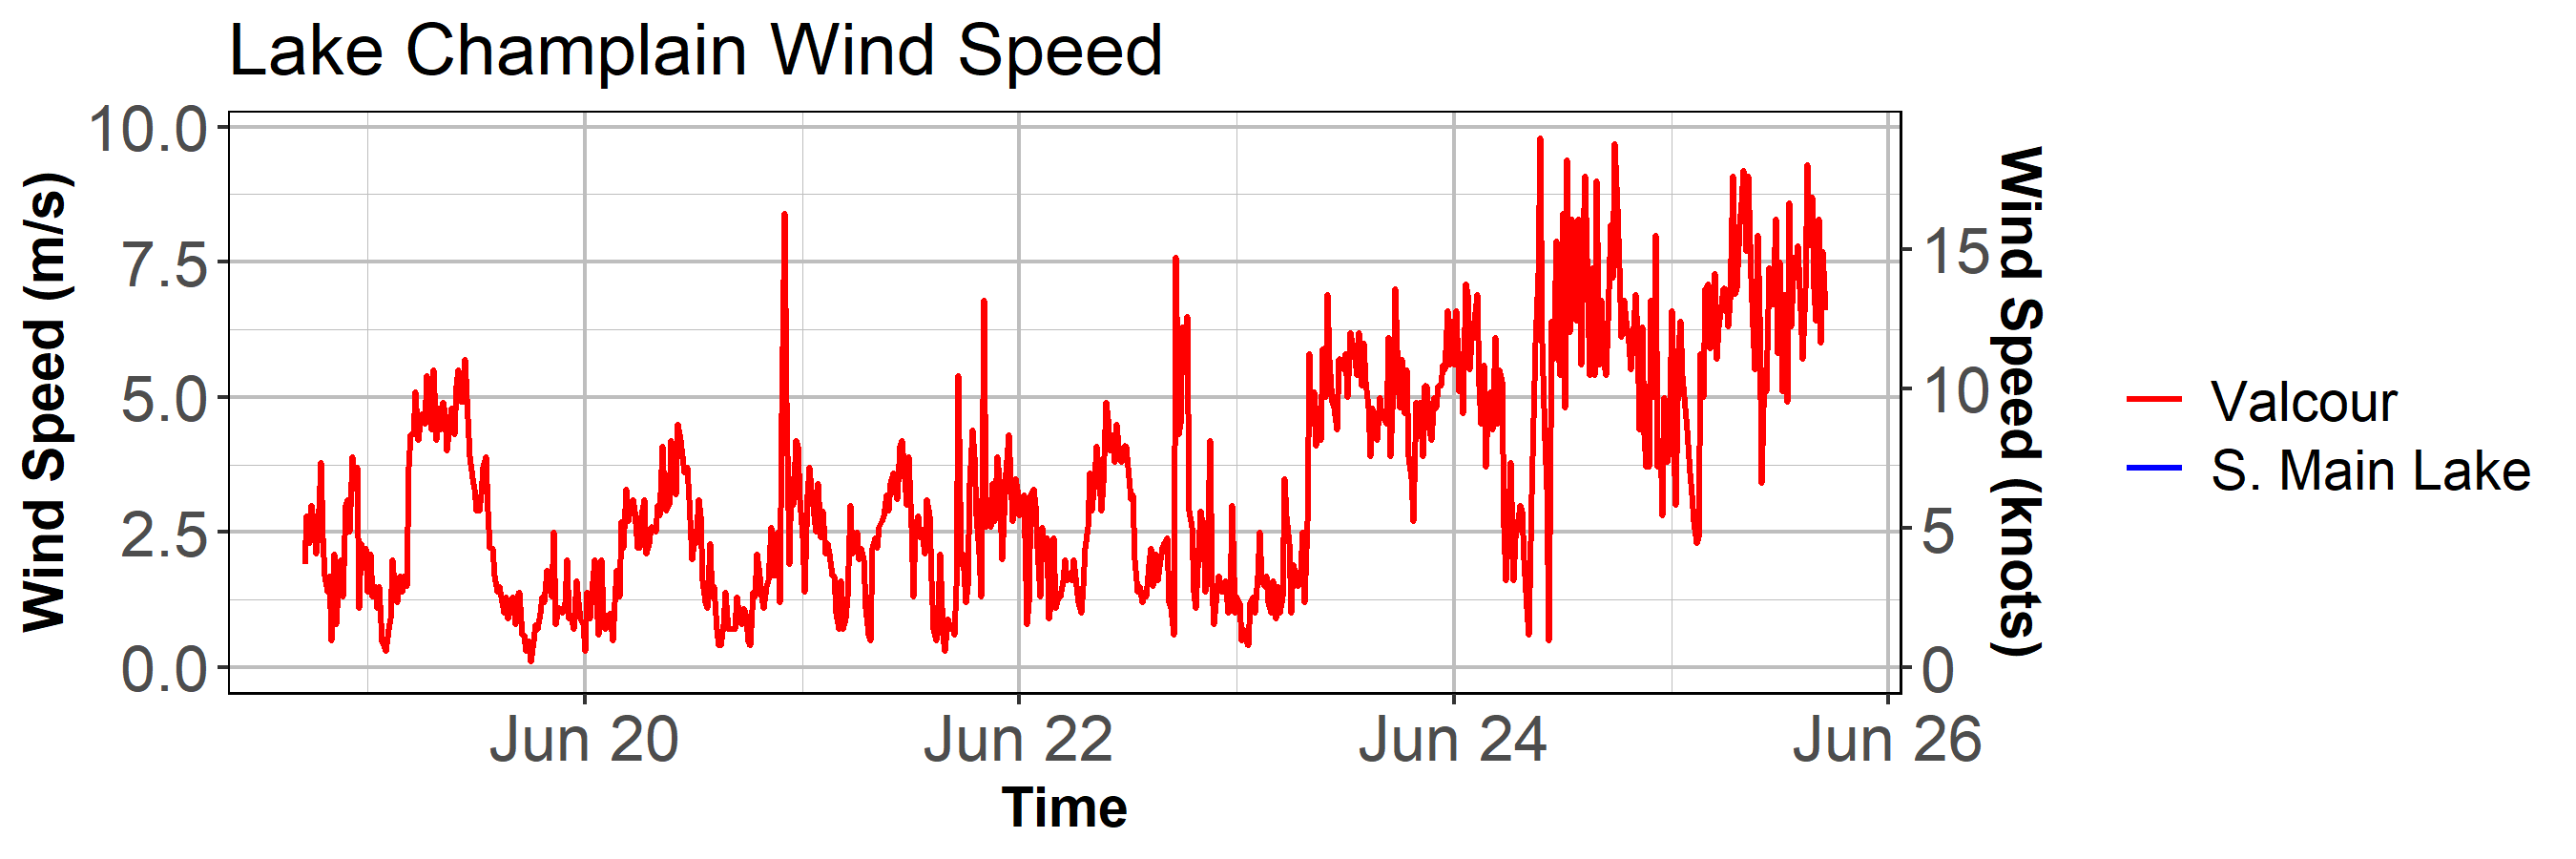 Lake Champlain Wind Speed
Wind Speed (m/s)
10.0
7.5
5.0
2.5
0.0
Jun 20
Jun 22
Jun 24
Jun 26
Time
15
10
5
0
Wind Speed (knots)
Valcour
S. Main Lake